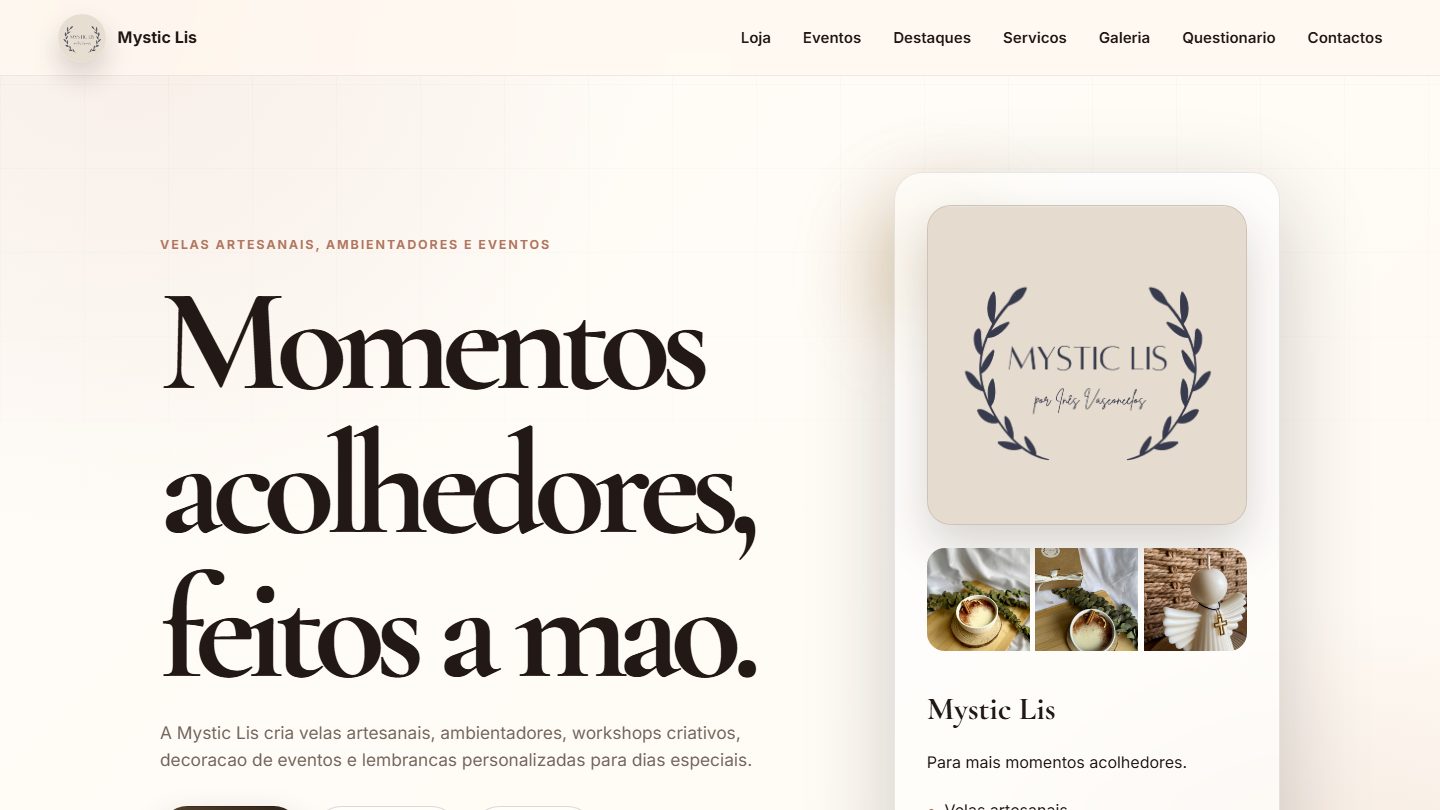 Mystic Lis
Loja Eventos Destaques Servicos Galeria Questionario Contactos
VELAS ARTESANAIS, AMBIENTADORES E EVENTOS
Momentos
acolhedores,
feitos a mao.
A Mystic Lis cria velas artesanais, ambientadores, workshops criativos,
decoracao de eventos e lembrancas personalizadas para dias especiais.
MYSTIC LIS
por Inês Vasconcelos
Mystic Lis
Para mais momentos acolhedores.
Velas artesanais